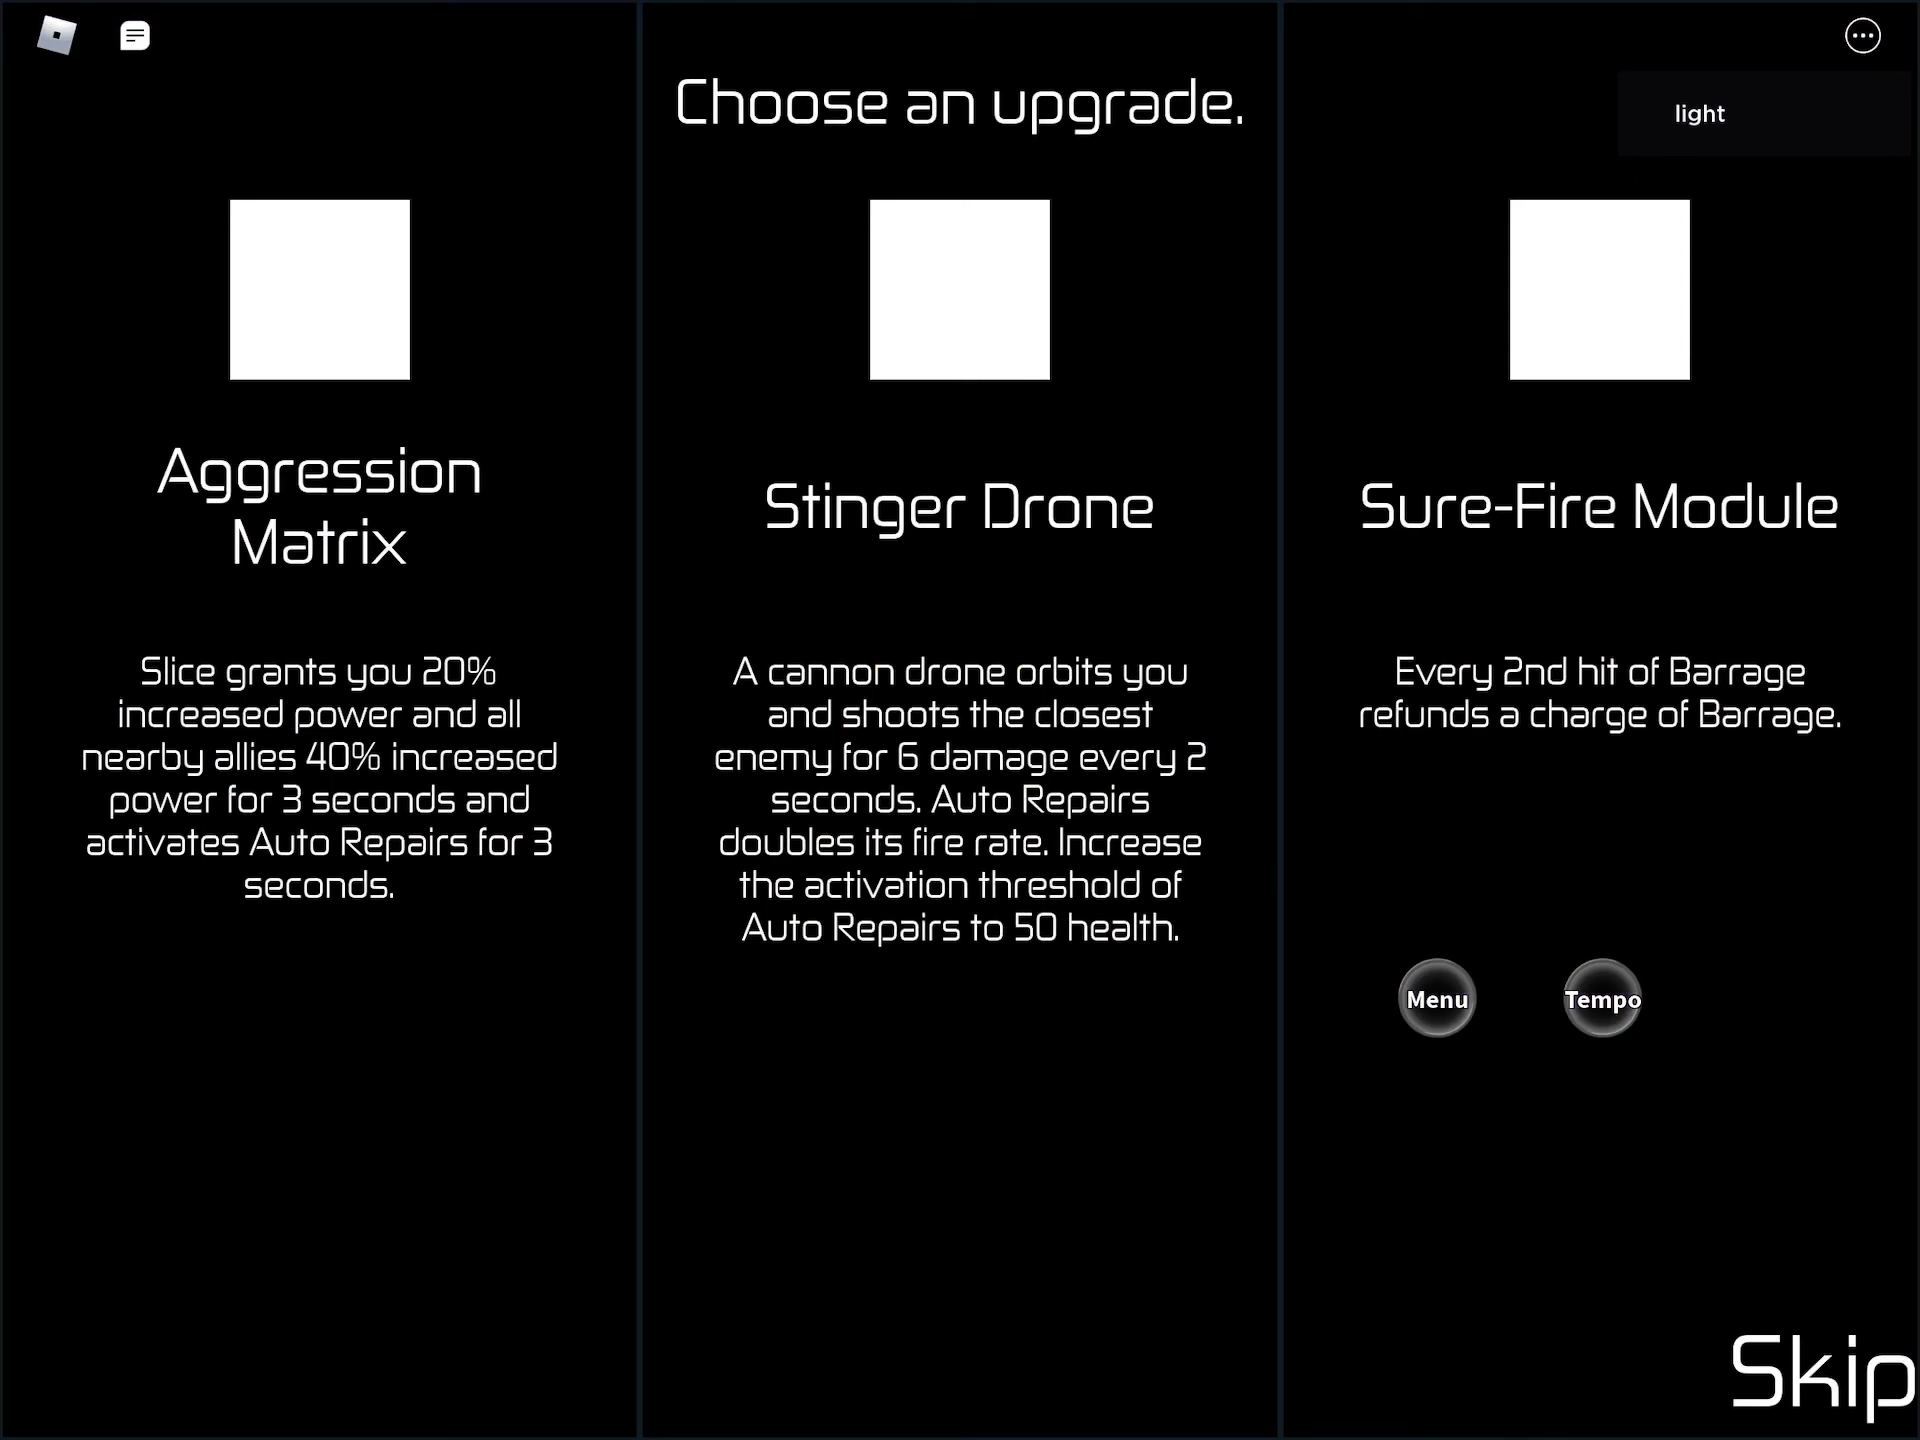 Choose an upgrade.
light
Aggression
Matrix
Slice grants you 20%
increased power and all
nearby allies 40% increased
power for 3 seconds and
activates Auto Repairs for 3
seconds.
Stinger Drone
A cannon drone orbits you
and shoots the closest
enemy for 6 damage every 2
seconds. Auto Repairs
doubles its fire rate. Increase
the activation threshold of
Auto Repairs to 50 health.
Sure-Fire Module
Every 2nd hit of Barrage
refunds a charge of Barrage.
Menu
Tempo
Skip